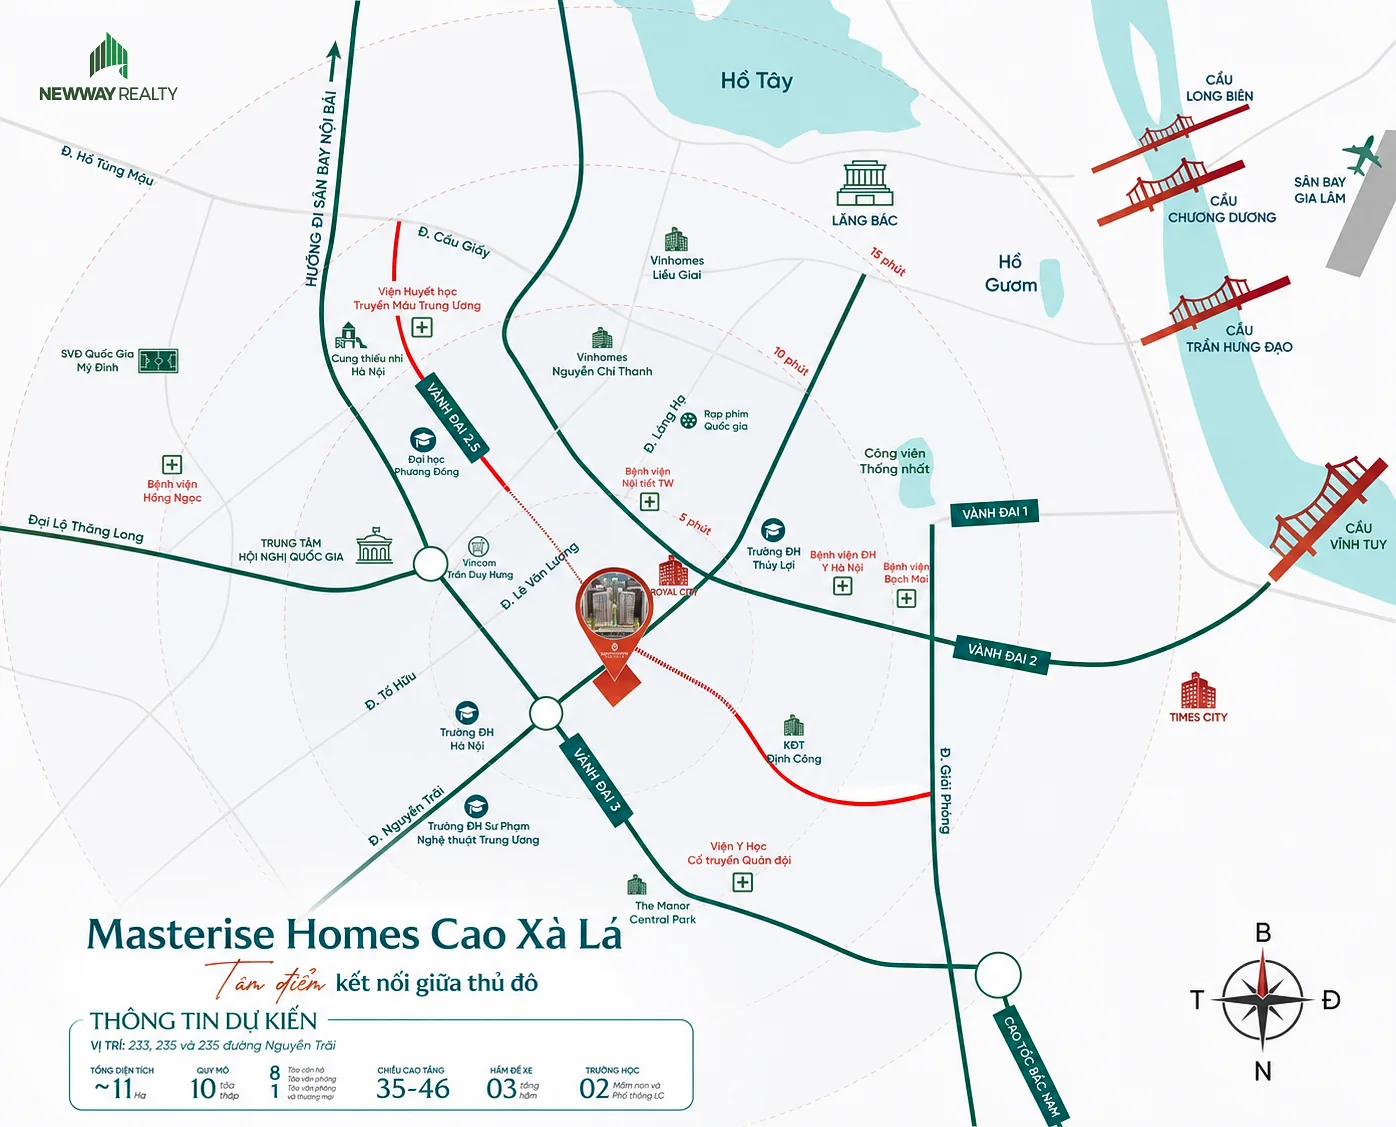 NEWWAY REALTY
Hồ Tây
CẦU
LONG BIÊN
SÂN BAY
GIA LÂM
CẦU
CHƯƠNG DƯƠNG
LĂNG BÁC
HƯỚNG ĐI SÂN BAY NỘI BÀI
Đ. Hồ Tùng Mậu
Đ. Cầu Giấy
Vinhomes
Liễu Giai
15 phút
Hồ
Gươm
Viện Huyết học
Truyền Máu Trung Ương
CẦU
TRẦN HƯNG ĐẠO
SVĐ Quốc Gia
Mỹ Đình
Cung thiếu nhi
Hà Nội
Vinhomes
Nguyễn Chí Thanh
10 phút
VÀNH ĐAI 2.5
Đ. Láng Hạ
Rạp phim
Quốc gia
Đại học
Phương Đông
Công viên
Thống nhất
Bệnh viện
Hồng Ngọc
Bệnh viện
Nội tiết TW
5 phút
VÀNH ĐAI 1
CẦU
VĨNH TUY
Đại Lộ Thăng Long
TRUNG TÂM
HỘI NGHỊ QUỐC GIA
Vincom
Trần Duy Hưng
Đ. Lê Văn Lương
Trường ĐH
Thủy Lợi
Bệnh viện ĐH
Y Hà Nội
Bệnh viện
Bạch Mai
ROYAL CITY
VÀNH ĐAI 2
Đ. Tố Hữu
TIMES CITY
Trường ĐH
Hà Nội
KĐT
Định Công
VÀNH ĐAI 3
Đ. Giải Phóng
Đ. Nguyễn Trãi
Trường ĐH Sư Phạm
Nghệ thuật Trung Ương
Viện Y Học
Cổ truyền Quân đội
The Manor
Central Park
Masterise Homes Cao Xà Lá
Tâm điểm kết nối giữa thủ đô
THÔNG TIN DỰ KIẾN
VỊ TRÍ: 233, 235 và 235 đường Nguyễn Trãi
TỔNG DIỆN TÍCH
~11 Ha
QUY MÔ
10 tòa
tháp
8 Tòa căn hộ
Tòa văn phòng
1 Tòa văn phòng
và thương mại
CHIỀU CAO TẦNG
35-46
HẦM ĐỂ XE
03 tầng
hầm
TRƯỜNG HỌC
02 Mầm non và
Phổ thông LC
CAO TỐC BẮC NAM
B
T
Đ
N